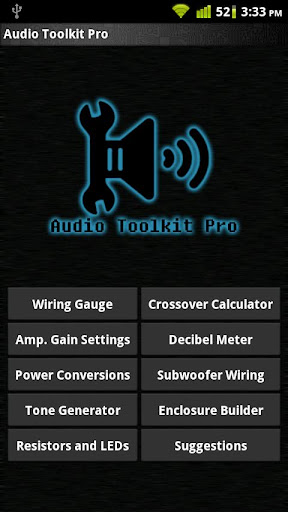 52 3:33 PM
Audio Toolkit Pro
Audio Toolkit Pro
Wiring Gauge Crossover Calculator
Amp. Gain Settings Decibel Meter
Power Conversions Subwoofer Wiring
Tone Generator Enclosure Builder
Resistors and LEDs Suggestions